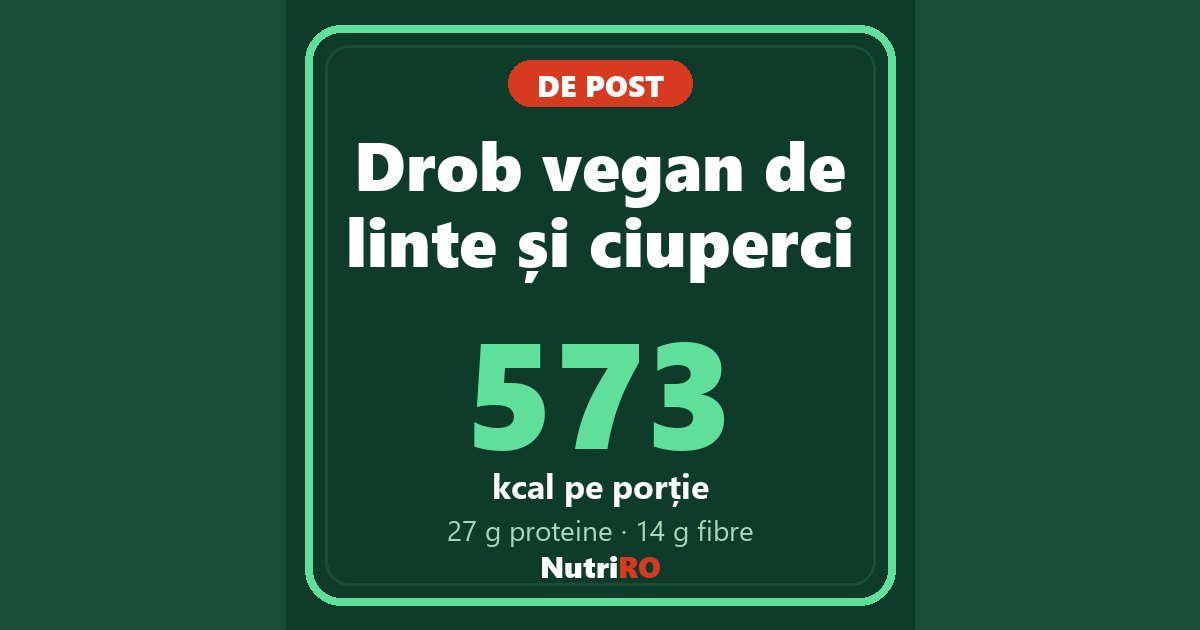 DE POST
Drob vegan de
linte și ciuperci
573
kcal pe porție
27 g proteine · 14 g fibre
NutriRO